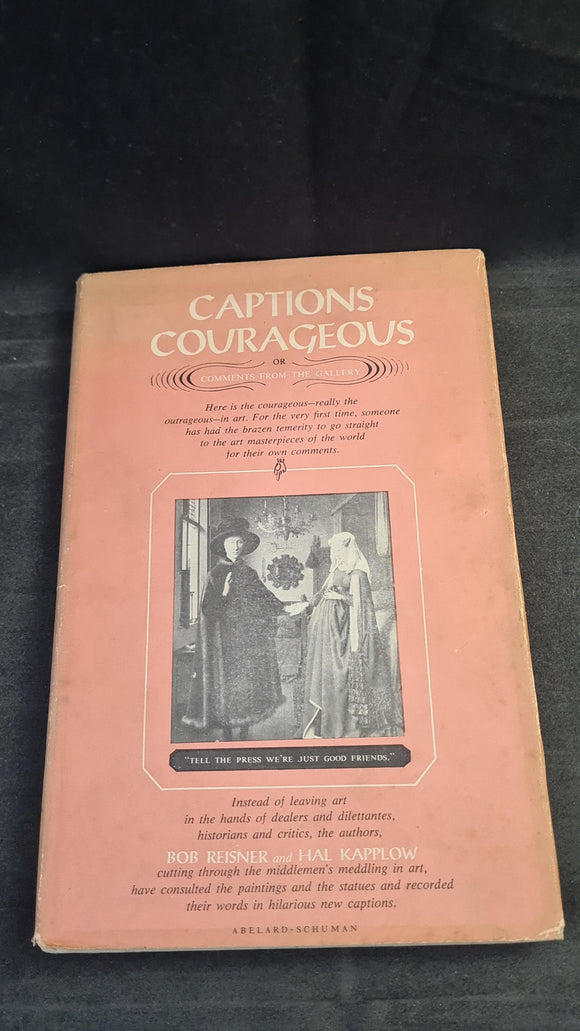 CAPTIONS
COURAGEOUS
OR
COMMENTS FROM THE GALLERY
Here is the courageous—really the
outrageous—in art. For the very first time, someone
has had the brazen temerity to go straight
to the art masterpieces of the world
for their own comments.
"TELL THE PRESS WE'RE JUST GOOD FRIENDS."
Instead of leaving art
in the hands of dealers and dilettantes,
historians and critics, the authors,
BOB REISNER and HAL KAPPLOW
cutting through the middlemen's meddling in art,
have consulted the paintings and the statues and recorded
their words in hilarious new captions.
ABELARD-SCHUMAN